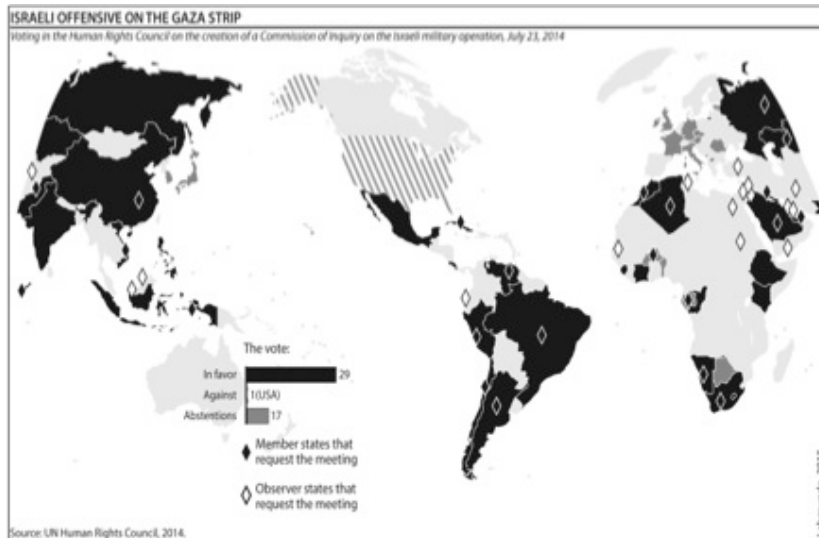 ISRAELI OFFENSIVE ON THE GAZA STRIP
Voting in the Human Rights Council on the creation of a Commission of Inquiry on the Israeli military operation, July 23, 2014
The vote:
In favor 29
Against 1(USA)
Abstentions 17
Member states that
request the meeting
Observer states that
request the meeting
Source: UN Human Rights Council, 2014.